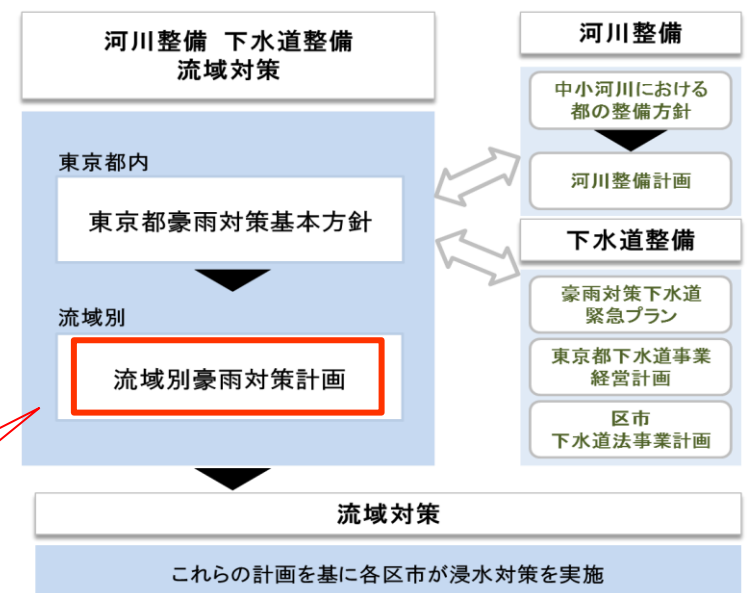 河川整備 下水道整備
流域対策
東京都内
東京都豪雨対策基本方針
流域別
流域別豪雨対策計画
河川整備
中小河川における
都の整備方針
河川整備計画
下水道整備
豪雨対策下水道
緊急プラン
東京都下水道事業
経営計画
区市
下水道法事業計画
流域対策
これらの計画を基に各区市が浸水対策を実施